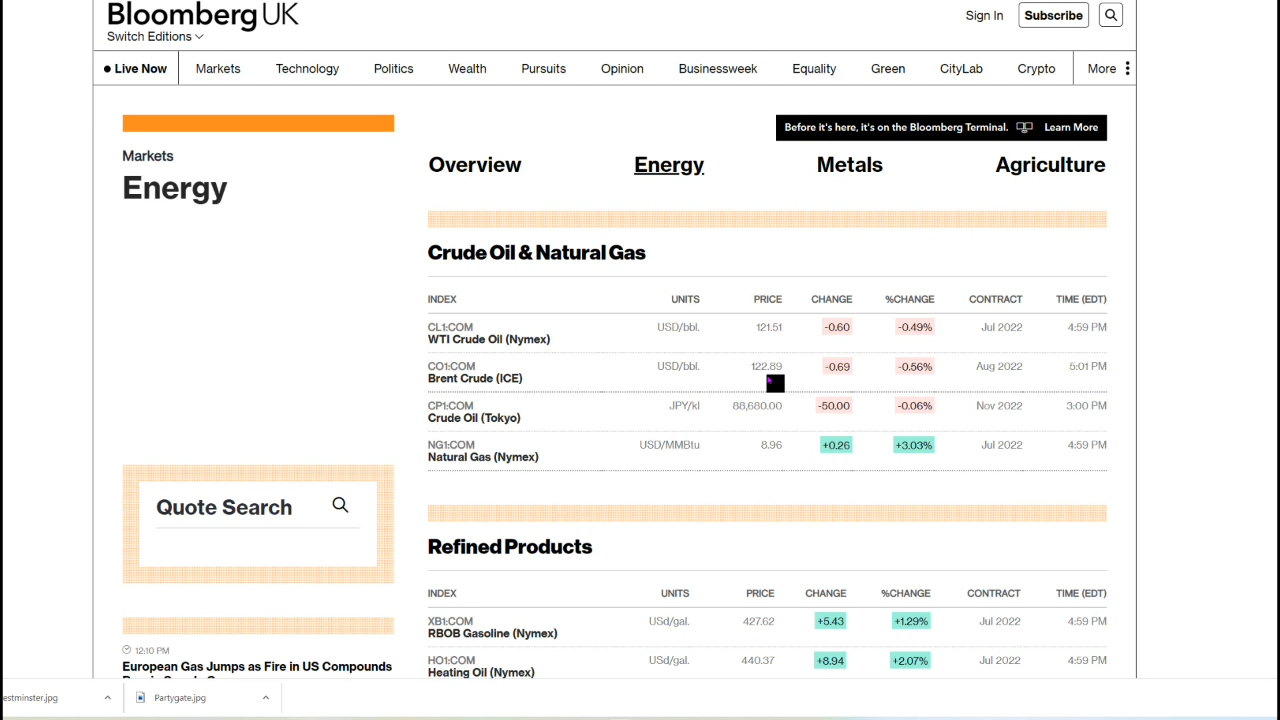 Bloomberg UK
Switch Editions
Sign In Subscribe
Live Now Markets Technology Politics Wealth Pursuits Opinion Businessweek Equality Green CityLab Crypto More
Before it's here, it's on the Bloomberg Terminal. Learn More
Markets
Energy
Overview Energy Metals Agriculture
Crude Oil & Natural Gas
INDEX UNITS PRICE CHANGE %CHANGE CONTRACT TIME (EDT)
CL1:COM USD/bbl. 121.51 -0.60 -0.49% Jul 2022 4:59 PM
WTI Crude Oil (Nymex)
CO1:COM USD/bbl. 122.89 -0.69 -0.56% Aug 2022 5:01 PM
Brent Crude (ICE)
CP1:COM JPY/kl 88,680.00 -50.00 -0.06% Nov 2022 3:00 PM
Crude Oil (Tokyo)
NG1:COM USD/MMBtu 8.96 +0.26 +3.03% Jul 2022 4:59 PM
Natural Gas (Nymex)
Quote Search
Refined Products
INDEX UNITS PRICE CHANGE %CHANGE CONTRACT TIME (EDT)
XB1:COM USd/gal. 427.62 +5.43 +1.29% Jul 2022 4:59 PM
RBOB Gasoline (Nymex)
HO1:COM USd/gal. 440.37 +8.94 +2.07% Jul 2022 4:59 PM
Heating Oil (Nymex)
12:10 PM
European Gas Jumps as Fire in US Compounds
estminster.jpg Partygate.jpg